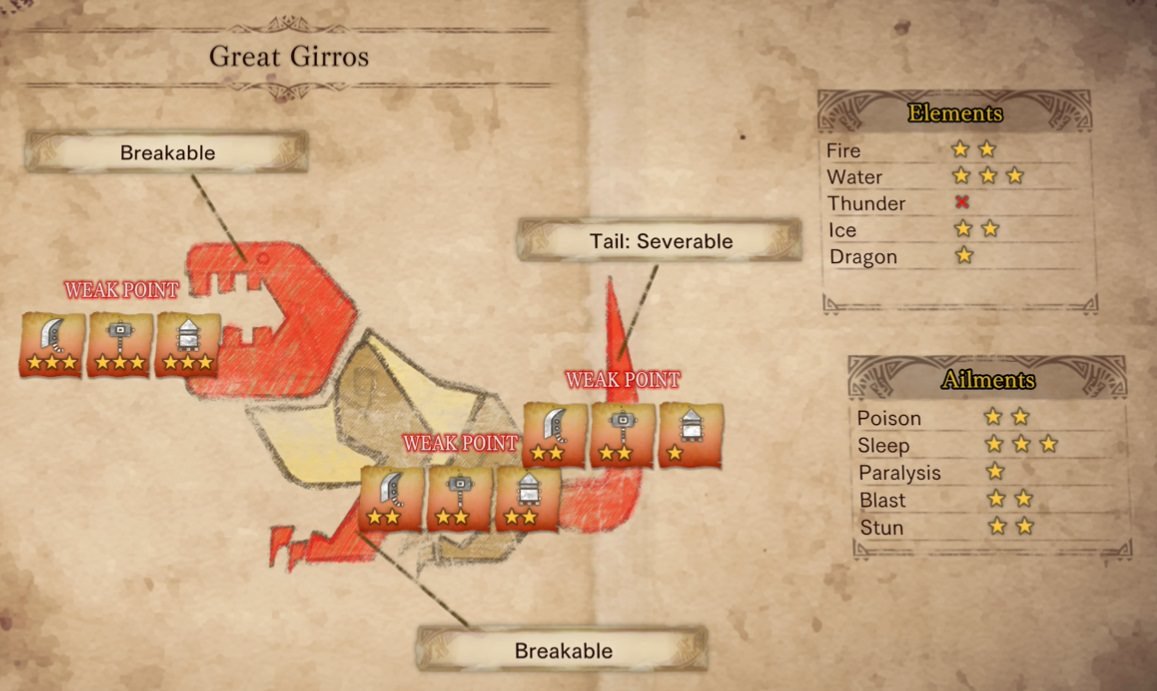 Great Girros
Breakable
WEAK POINT
Tail: Severable
WEAK POINT
WEAK POINT
Breakable
Elements
Fire
Water
Thunder
Ice
Dragon
Ailments
Poison
Sleep
Paralysis
Blast
Stun